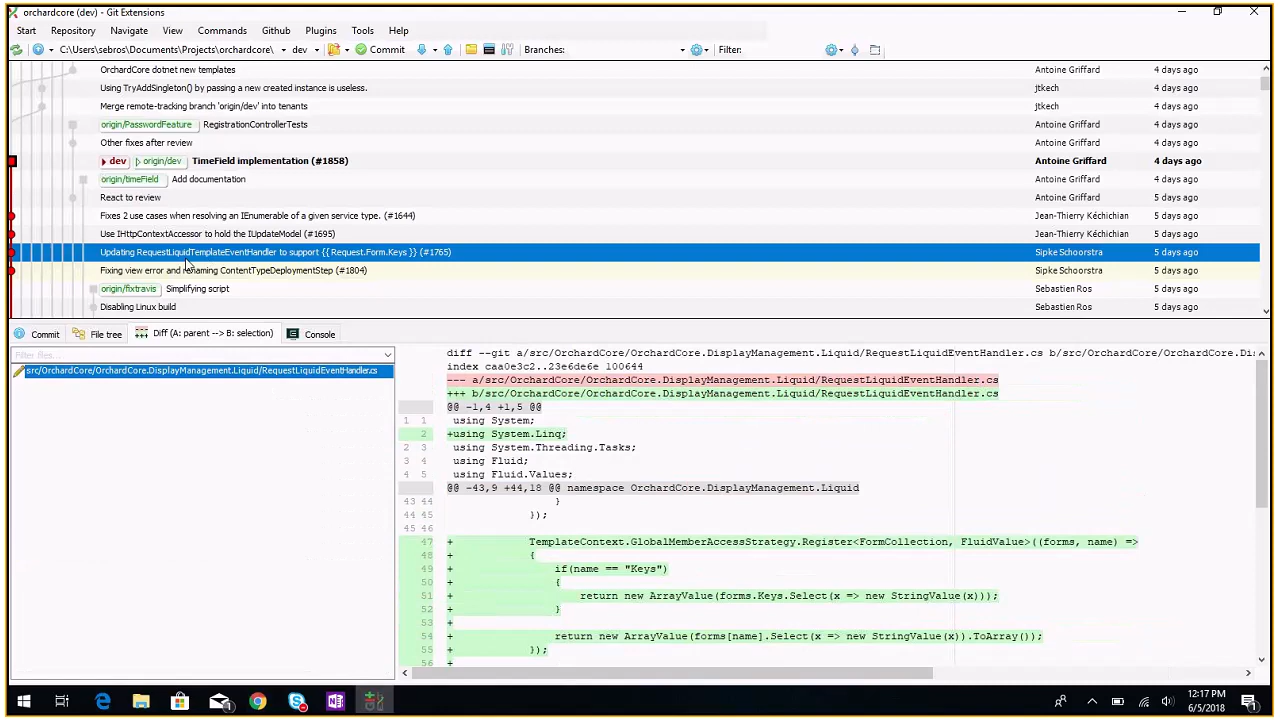 orchardcore (dev) - Git Extensions
Start Repository Navigate View Commands Github Plugins Tools Help
C:\Users\sebros\Documents\Projects\orchardcore\ dev Commit Branches: Filter:
OrchardCore dotnet new templates Antoine Griffard 4 days ago
Using TryAddSingleton() by passing a new created instance is useless. jtkech 4 days ago
Merge remote-tracking branch 'origin/dev' into tenants jtkech 4 days ago
origin/PasswordFeature RegistrationControllerTests Antoine Griffard 4 days ago
Other fixes after review Antoine Griffard 4 days ago
dev origin/dev TimeField implementation (#1858) Antoine Griffard 4 days ago
origin/timeField Add documentation Antoine Griffard 4 days ago
React to review Antoine Griffard 5 days ago
Fixes 2 use cases when resolving an IEnumerable of a given service type. (#1644) Jean-Thierry Kéchichian 5 days ago
Use IHttpContextAccessor to hold the IUpdateModel (#1695) Jean-Thierry Kéchichian 5 days ago
Updating RequestLiquidTemplateEventHandler to support {{ Request.Form.Keys }} (#1765) Sipke Schoorstra 5 days ago
Fixing view error and renaming ContentTypeDeploymentStep (#1804) Sipke Schoorstra 5 days ago
origin/fixtravis Simplifying script Sebastien Ros 5 days ago
Disabling Linux build Sebastien Ros 5 days ago
Commit File tree Diff (A: parent --> B: selection) Console
Filter files...
src/OrchardCore/OrchardCore.DisplayManagement.Liquid/RequestLiquidEventHandler.cs
diff --git a/src/OrchardCore/OrchardCore.DisplayManagement.Liquid/RequestLiquidEventHandler.cs b/src/OrchardCore/OrchardCore.Di
index caa0e3c2..23e6de6e 100644
--- a/src/OrchardCore/OrchardCore.DisplayManagement.Liquid/RequestLiquidEventHandler.cs
+++ b/src/OrchardCore/OrchardCore.DisplayManagement.Liquid/RequestLiquidEventHandler.cs
@@ -1,4 +1,5 @@
1 1 using System;
2 +using System.Linq;
2 3 using System.Threading.Tasks;
3 4 using Fluid;
4 5 using Fluid.Values;
@@ -43,9 +44,18 @@ namespace OrchardCore.DisplayManagement.Liquid
43 44 }
44 45 });
45 46
47 + TemplateContext.GlobalMemberAccessStrategy.Register<FormCollection, FluidValue>((forms, name) =>
48 + {
49 + if(name == "Keys")
50 + {
51 + return new ArrayValue(forms.Keys.Select(x => new StringValue(x)));
52 + }
53 +
54 + return new ArrayValue(forms[name].Select(x => new StringValue(x)).ToArray());
55 + });
56 +
12:17 PM
6/5/2018